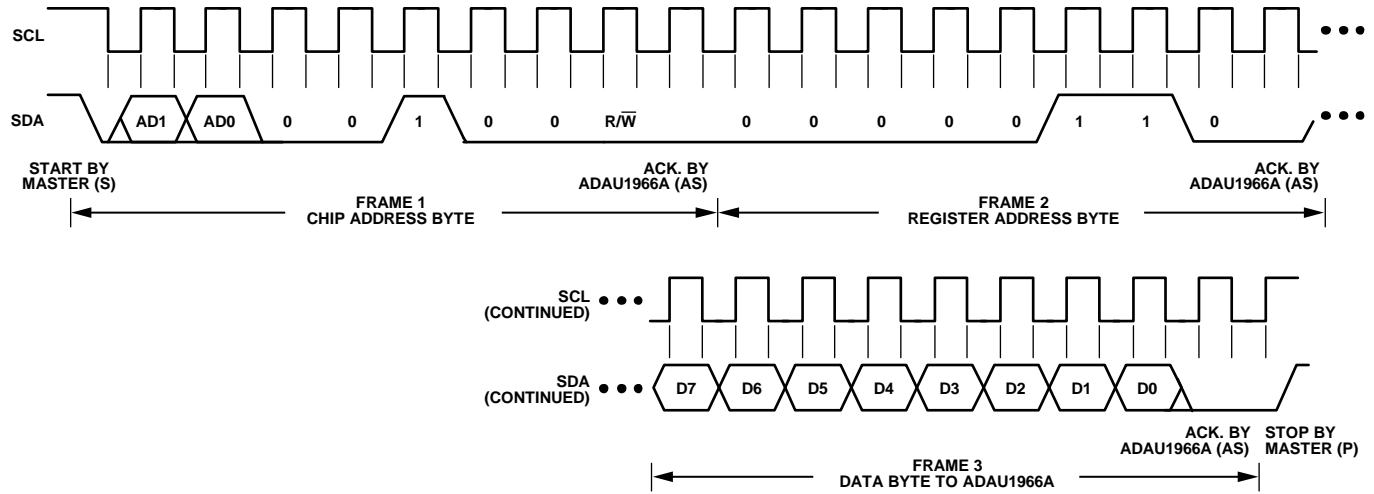 SCL
SDA
AD1 AD0 0 0 1 0 0 R/W̅ 0 0 0 0 0 1 1 0
START BY
MASTER (S)
ACK. BY
ADAU1966A (AS)
ACK. BY
ADAU1966A (AS)
FRAME 1
CHIP ADDRESS BYTE
FRAME 2
REGISTER ADDRESS BYTE
SCL
(CONTINUED)
SDA
(CONTINUED)
D7 D6 D5 D4 D3 D2 D1 D0
ACK. BY
ADAU1966A (AS)
STOP BY
MASTER (P)
FRAME 3
DATA BYTE TO ADAU1966A